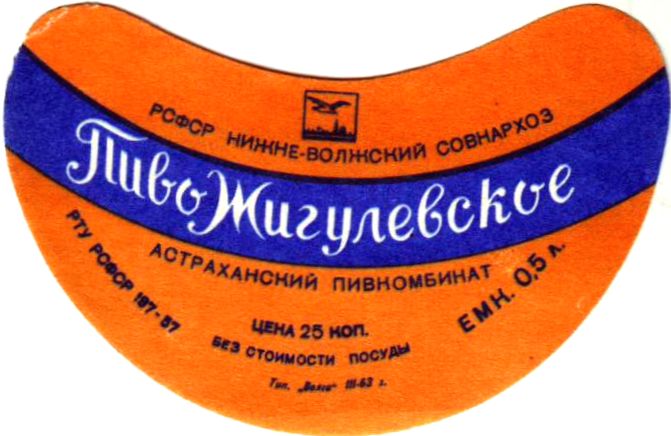 РСФСР НИЖНЕ-ВОЛЖСКИЙ СОВНАРХОЗ
Пиво Жигулевское
АСТРАХАНСКИЙ ПИВКОМБИНАТ
РТУ РСФСР 197-57
ЕМК. 0,5 л.
ЦЕНА 25 КОП.
БЕЗ СТОИМОСТИ ПОСУДЫ
Тип. „Волга“ III-63 г.